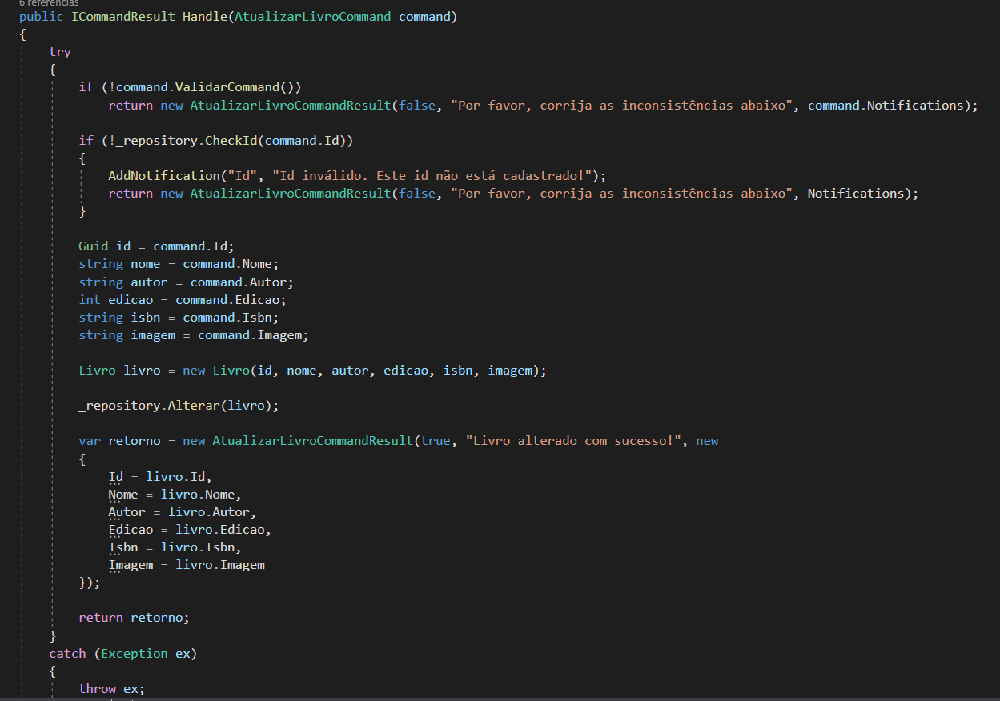 6 referências
public ICommandResult Handle(AtualizarLivroCommand command)
{
try
{
if (!command.ValidarCommand())
return new AtualizarLivroCommandResult(false, "Por favor, corrija as inconsistências abaixo", command.Notifications);
if (!_repository.CheckId(command.Id))
{
AddNotification("Id", "Id inválido. Este id não está cadastrado!");
return new AtualizarLivroCommandResult(false, "Por favor, corrija as inconsistências abaixo", Notifications);
}
Guid id = command.Id;
string nome = command.Nome;
string autor = command.Autor;
int edicao = command.Edicao;
string isbn = command.Isbn;
string imagem = command.Imagem;
Livro livro = new Livro(id, nome, autor, edicao, isbn, imagem);
_repository.Alterar(livro);
var retorno = new AtualizarLivroCommandResult(true, "Livro alterado com sucesso!", new
{
Id = livro.Id,
Nome = livro.Nome,
Autor = livro.Autor,
Edicao = livro.Edicao,
Isbn = livro.Isbn,
Imagem = livro.Imagem
});
return retorno;
}
catch (Exception ex)
{
throw ex;